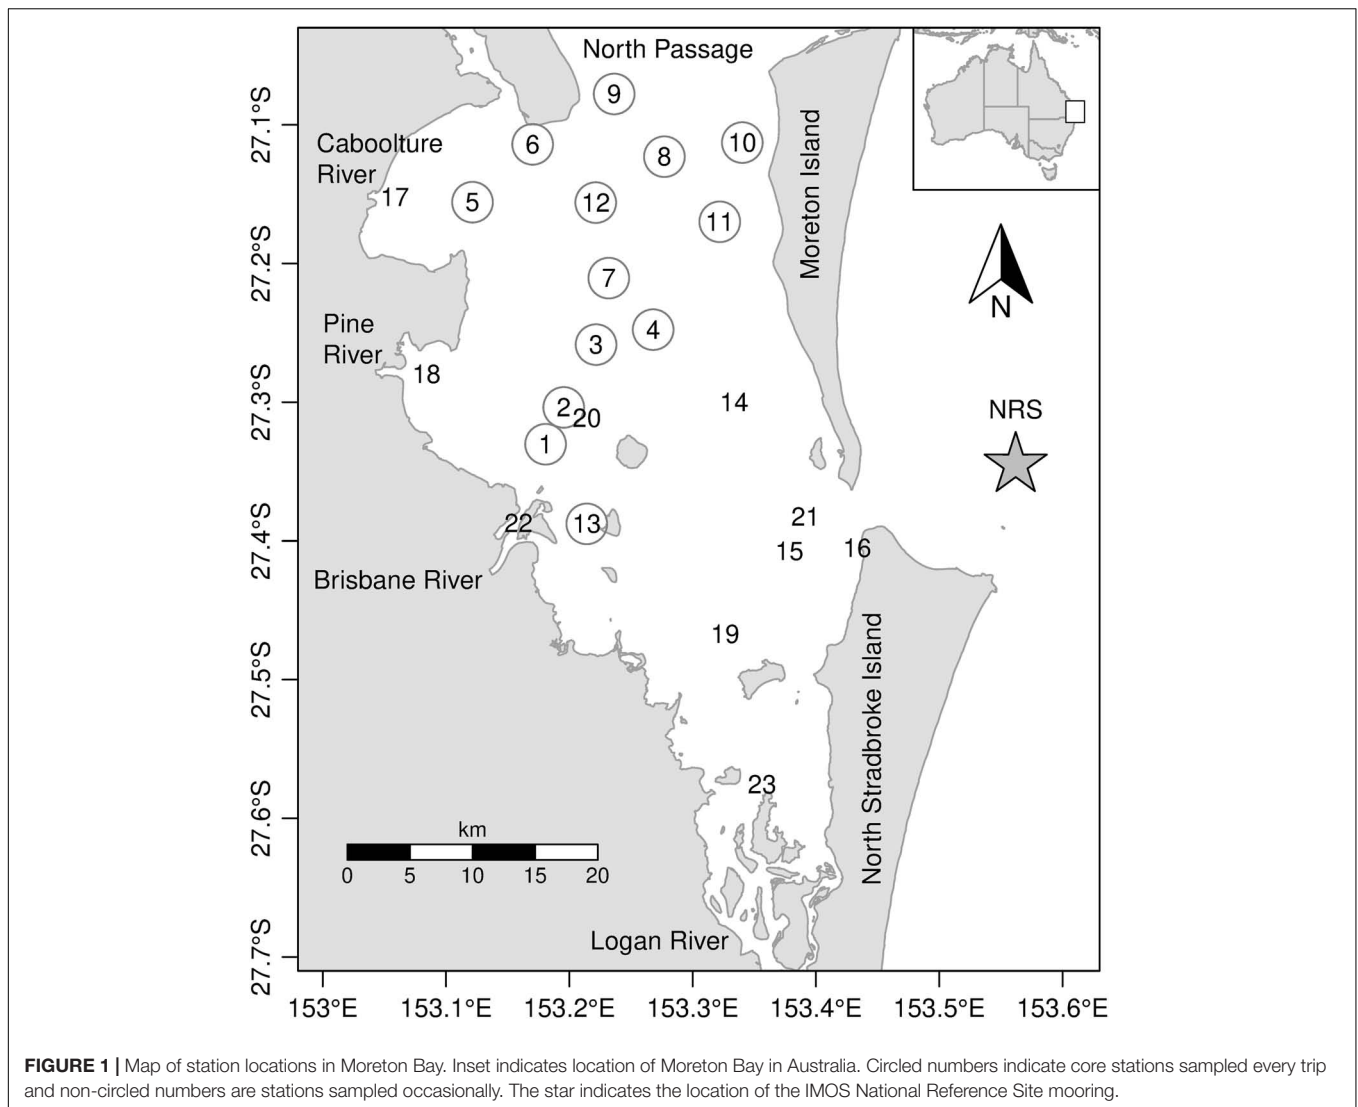 North Passage
9
27.1°S
Caboolture
River
6
8
10
Moreton Island
17
5
12
11
27.2°S
7
N
Pine
River
3
4
18
27.3°S
2
20
14
NRS
1
22
13
21
27.4°S
15
16
Brisbane River
19
27.5°S
North Stradbroke Island
23
27.6°S
km
0 5 10 15 20
Logan River
27.7°S
153°E 153.1°E 153.2°E 153.3°E 153.4°E 153.5°E 153.6°E
FIGURE 1 | Map of station locations in Moreton Bay. Inset indicates location of Moreton Bay in Australia. Circled numbers indicate core stations sampled every trip
and non-circled numbers are stations sampled occasionally. The star indicates the location of the IMOS National Reference Site mooring.